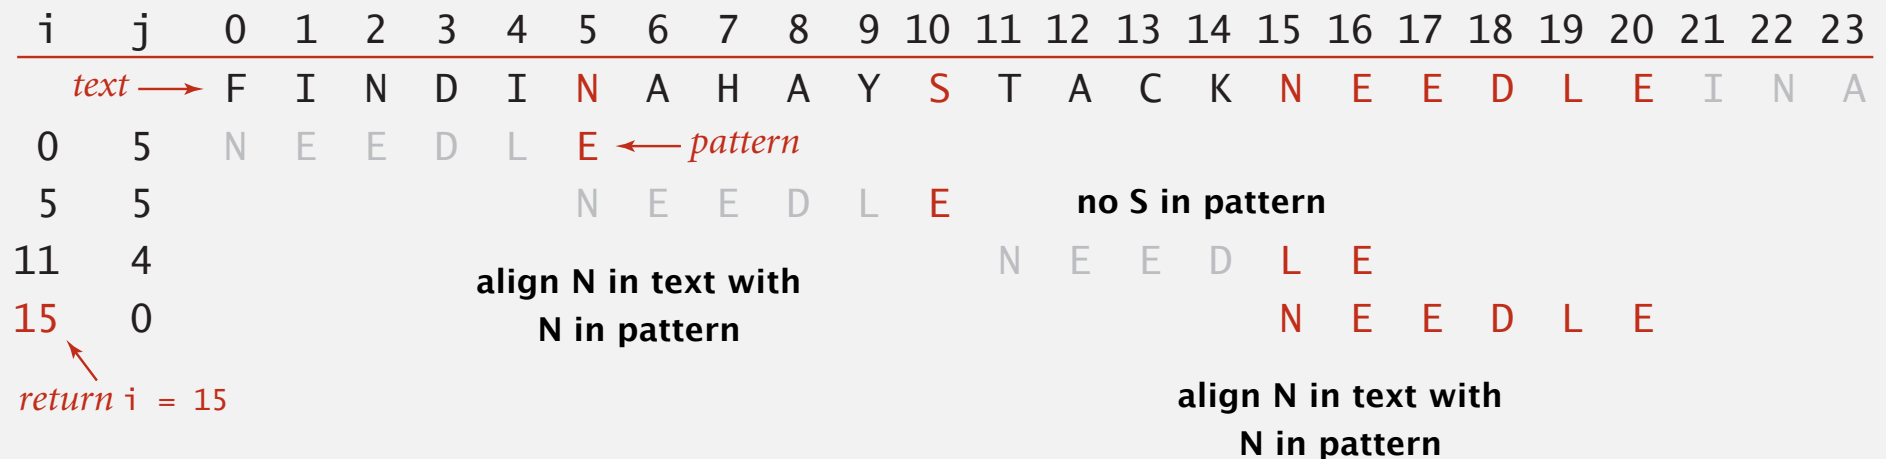 i j 0 1 2 3 4 5 6 7 8 9 10 11 12 13 14 15 16 17 18 19 20 21 22 23
text F I N D I N A H A Y S T A C K N E E D L E I N A
0 5 N E E D L E pattern
5 5 N E E D L E no S in pattern
11 4 N E E D L E
align N in text with
N in pattern
15 0 N E E D L E
return i = 15
align N in text with
N in pattern